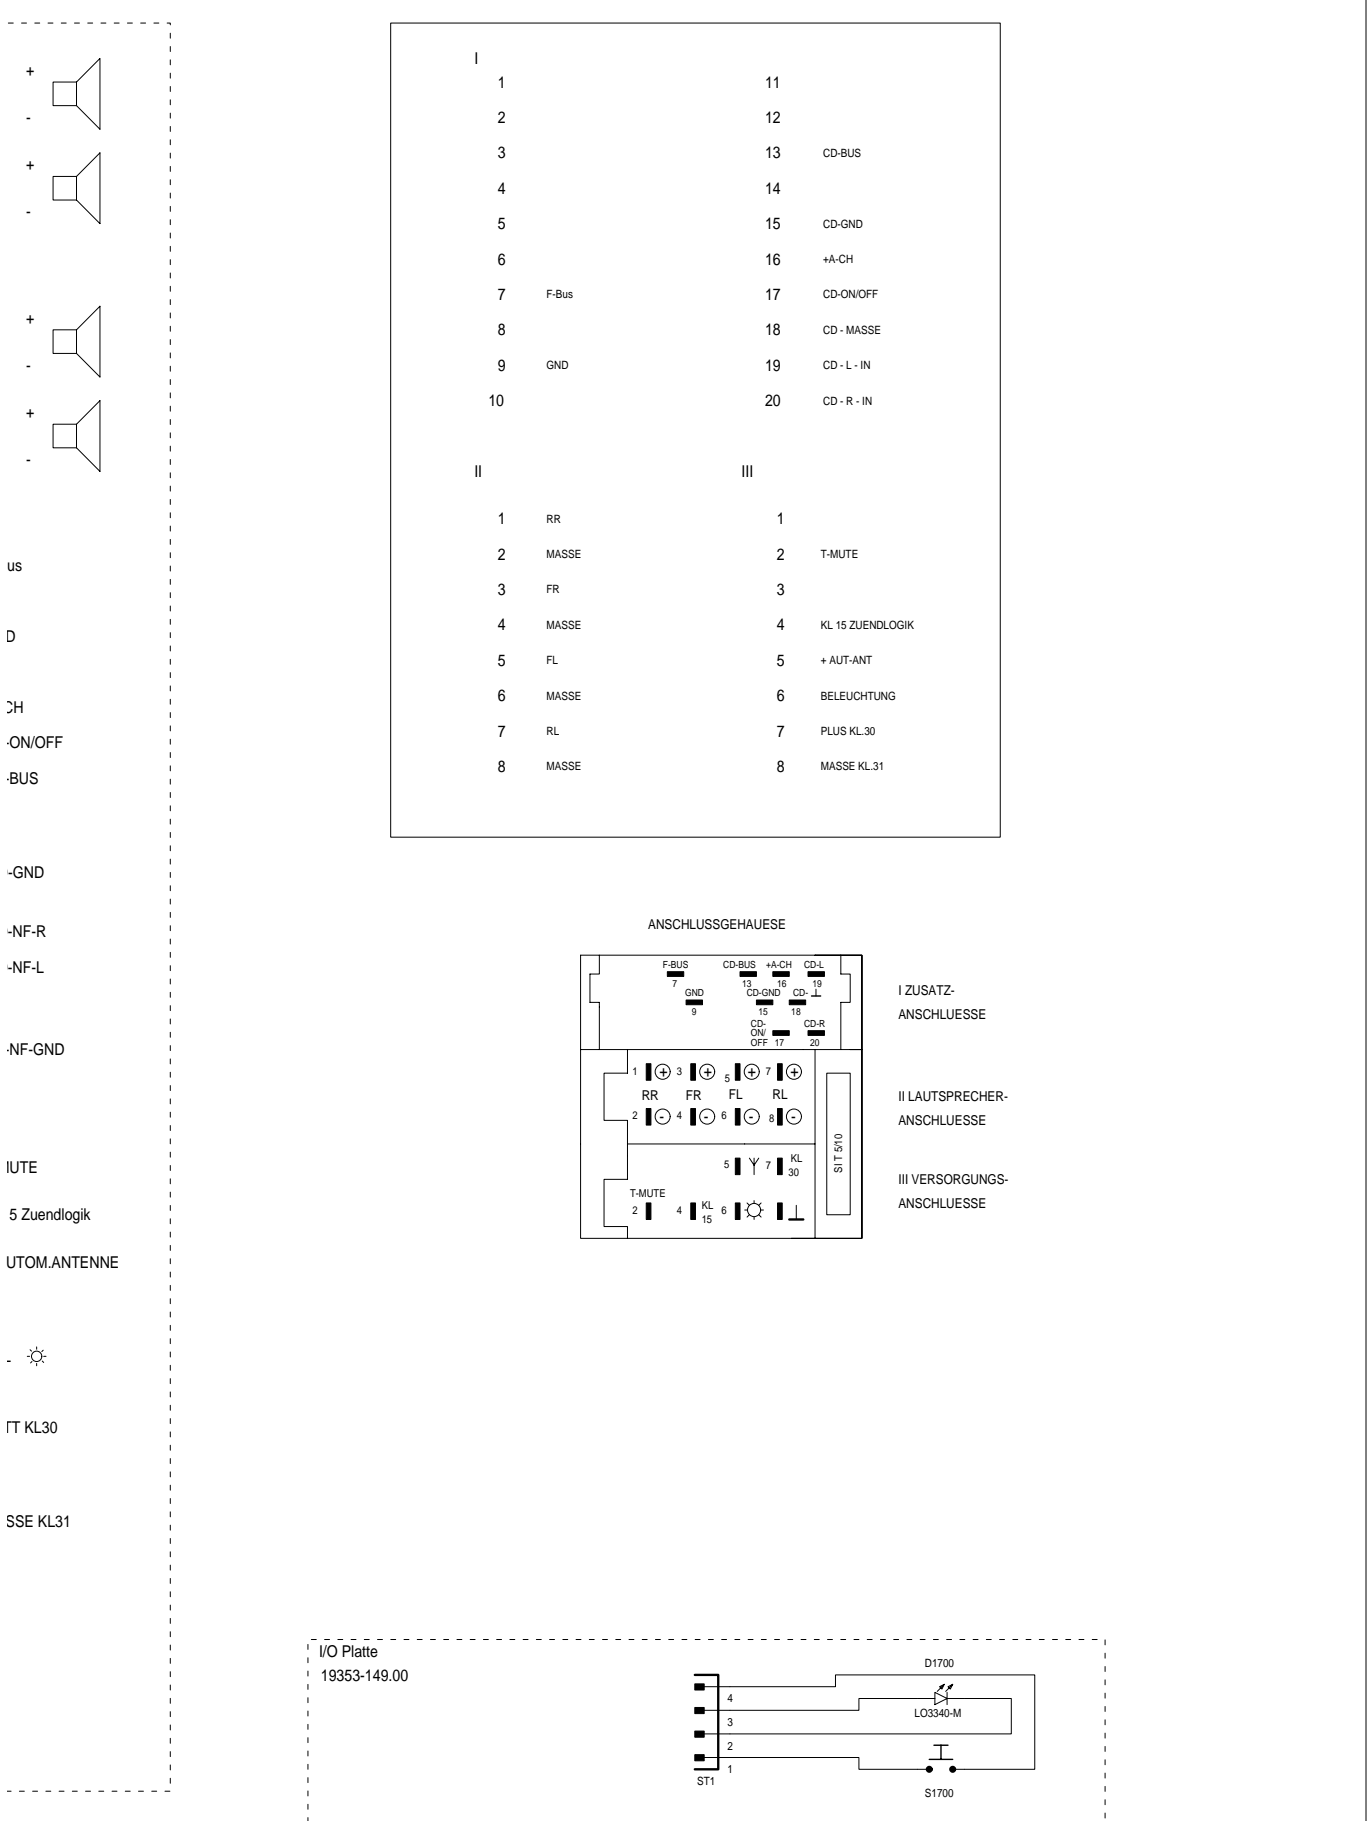 +
-
+
-
+
-
+
-
us
D
CH
-ON/OFF
-BUS
-GND
-NF-R
-NF-L
-NF-GND
UTE
5 Zuendlogik
UTOM.ANTENNE
-
TT KL30
SSE KL31
I
1 11
2 12
3 13 CD-BUS
4 14
5 15 CD-GND
6 16 +A-CH
7 F-Bus 17 CD-ON/OFF
8 18 CD - MASSE
9 GND 19 CD - L - IN
10 20 CD - R - IN
II III
1 RR 1
2 MASSE 2 T-MUTE
3 FR 3
4 MASSE 4 KL 15 ZUENDLOGIK
5 FL 5 + AUT-ANT
6 MASSE 6 BELEUCHTUNG
7 RL 7 PLUS KL.30
8 MASSE 8 MASSE KL.31
ANSCHLUSSGEHAUESE
F-BUS CD-BUS +A-CH CD-L
7 13 16 19
GND CD-GND CD-
9 15 18
CD-
ON/
OFF 17
CD-R
20
1 + 3 + 5 + 7 +
RR FR FL RL
2 - 4 - 6 - 8 -
5 7 KL
30
T-MUTE
2 4 KL
15 6
SI T 5/10
I ZUSATZ-
ANSCHLUESSE
II LAUTSPRECHER-
ANSCHLUESSE
III VERSORGUNGS-
ANSCHLUESSE
I/O Platte
19353-149.00
D1700
LO3340-M
4
3
2
1
ST1
S1700